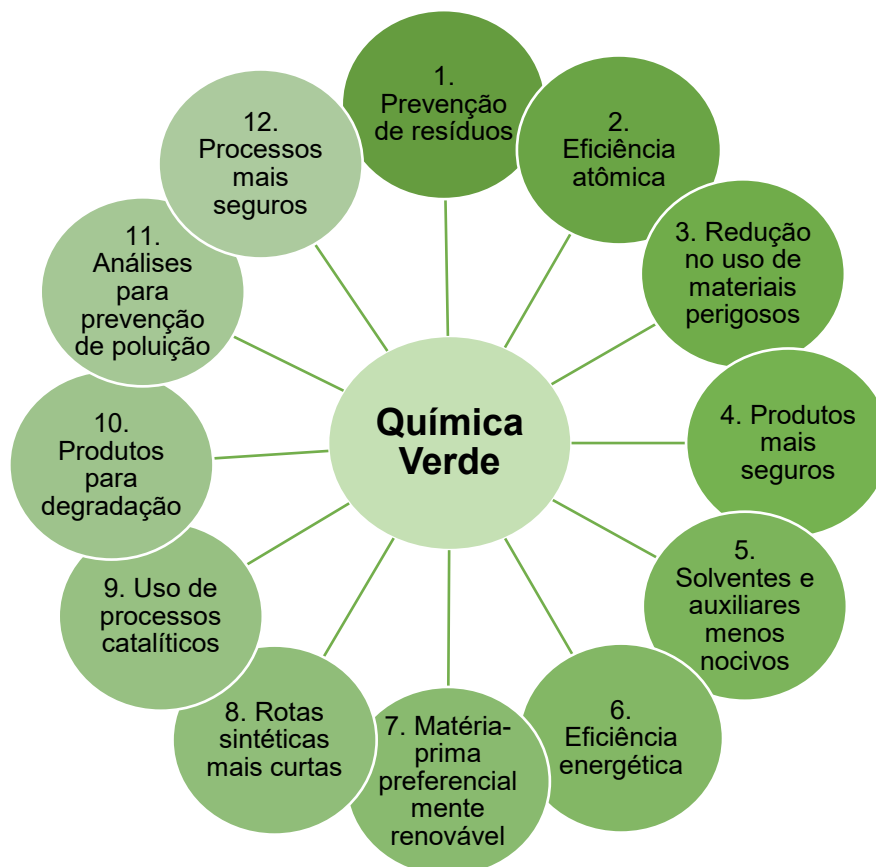 Química
Verde
1.
Prevenção
de resíduos
2.
Eficiência
atômica
3. Redução
no uso de
materiais
perigosos
4. Produtos
mais
seguros
5.
Solventes e
auxiliares
menos
nocivos
6.
Eficiência
energética
7. Matéria-
prima
preferencial
mente
renovável
8. Rotas
sintéticas
mais curtas
9. Uso de
processos
catalíticos
10.
Produtos
para
degradação
11.
Análises
para
prevenção
de poluição
12.
Processos
mais
seguros